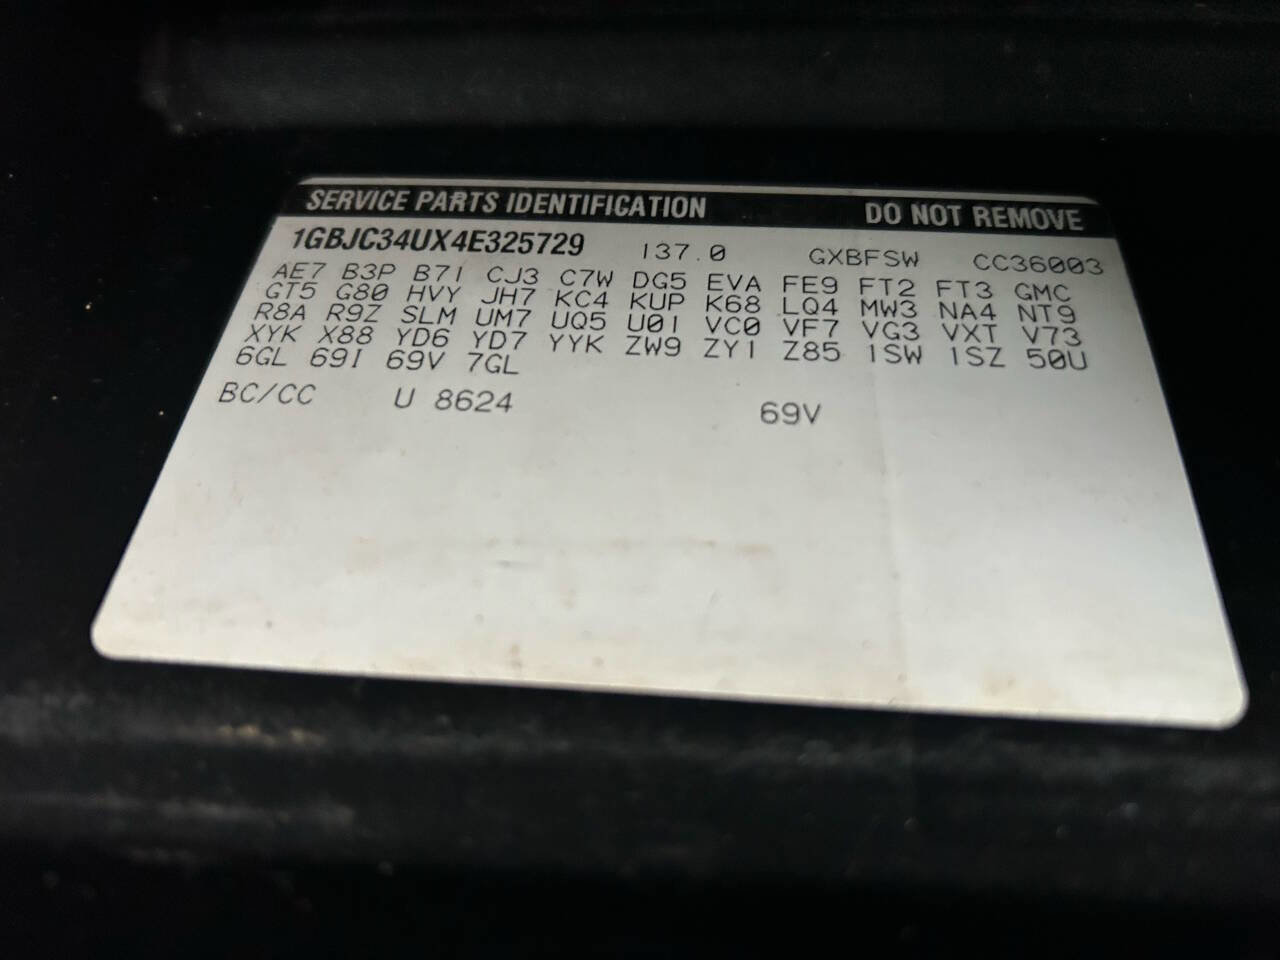 SERVICE PARTS IDENTIFICATION DO NOT REMOVE
1GBJC34UX4E325729 137.0 GXBFSW CC36003
AE7 B3P B71 CJ3 C7W DG5 EVA FE9 FT2 FT3 GMC
GT5 G80 HVY JH7 KC4 KUP K68 LQ4 MW3 NA4 NT9
R8A R9Z SLM UM7 UQ5 U01 VC0 VF7 VG3 VXT V73
XYK X88 YD6 YD7 YYK ZW9 ZY1 Z85 1SW 1SZ 50U
6GL 69I 69V 7GL
BC/CC U 8624 69V